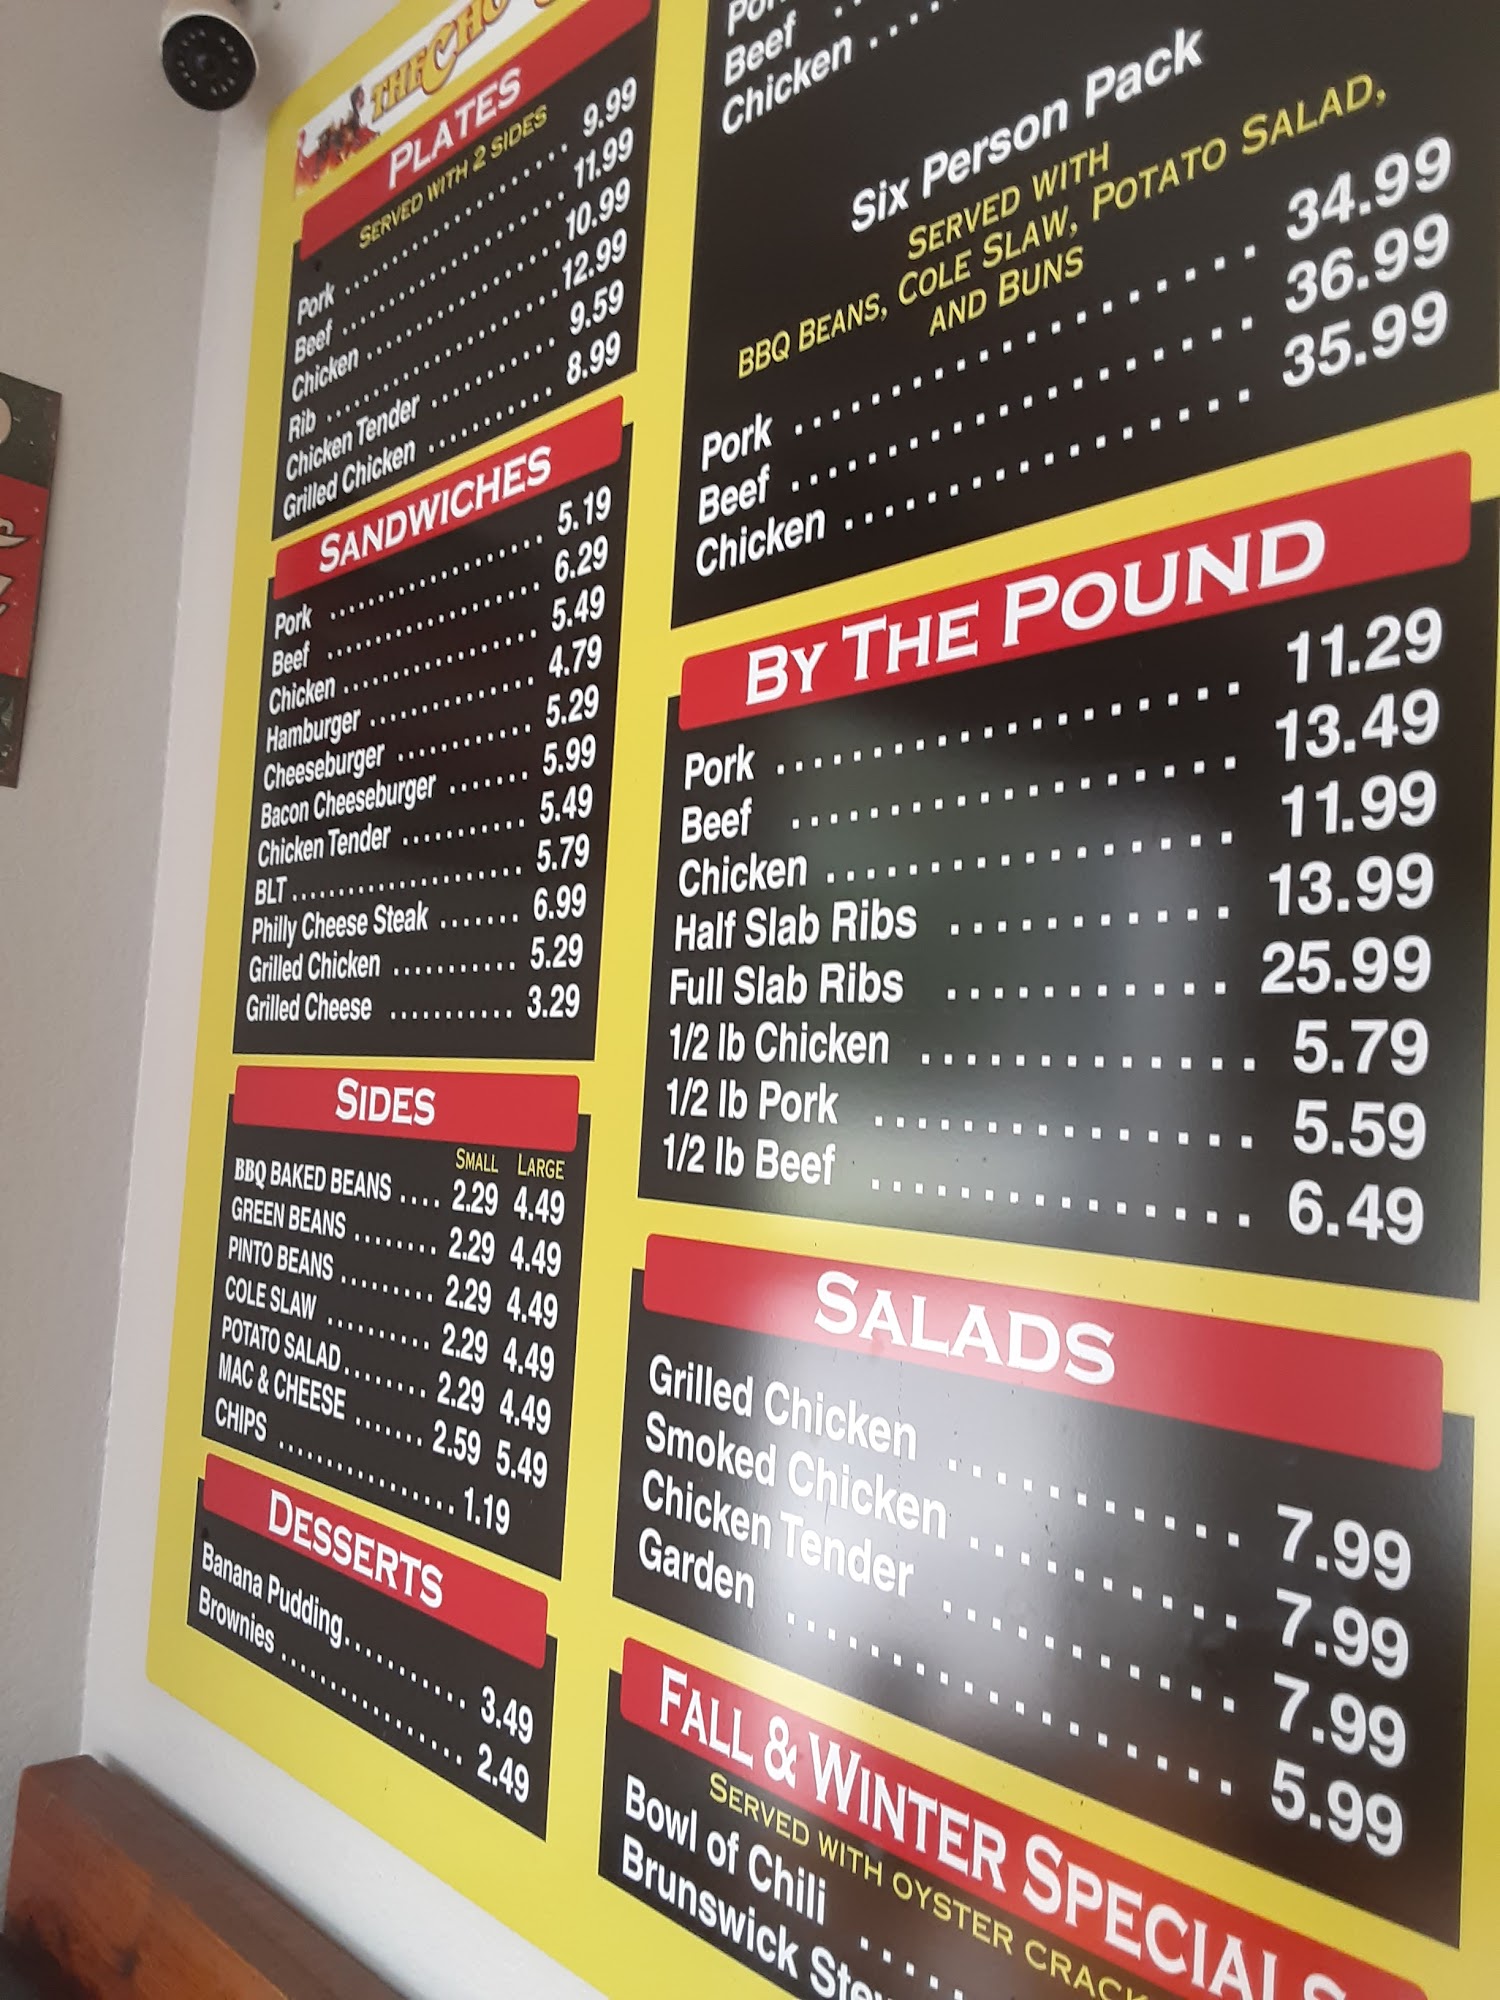 THE CHO
PLATES
SERVED WITH 2 SIDES
Pork 9.99
Beef 11.99
Chicken 10.99
Rib 12.99
Chicken Tender 9.59
Grilled Chicken 8.99
SANDWICHES
Pork 5.19
Beef 6.29
Chicken 5.49
Hamburger 4.79
Cheeseburger 5.29
Bacon Cheeseburger 5.99
Chicken Tender 5.49
BLT 5.79
Philly Cheese Steak 6.99
Grilled Chicken 5.29
Grilled Cheese 3.29
SIDES
SMALL LARGE
BBQ BAKED BEANS 2.29 4.49
GREEN BEANS 2.29 4.49
PINTO BEANS 2.29 4.49
COLE SLAW 2.29 4.49
POTATO SALAD 2.29 4.49
MAC & CHEESE 2.59 5.49
CHIPS 1.19
DESSERTS
Banana Pudding 3.49
Brownies 2.49
Beef
Chicken
Six Person Pack
SERVED WITH
BBQ BEANS, COLE SLAW, POTATO SALAD,
AND BUNS
Pork 34.99
Beef 36.99
Chicken 35.99
BY THE POUND
Pork 11.29
Beef 13.49
Chicken 11.99
Half Slab Ribs 13.99
Full Slab Ribs 25.99
1/2 lb Chicken 5.79
1/2 lb Pork 5.59
1/2 lb Beef 6.49
SALADS
Grilled Chicken 7.99
Smoked Chicken 7.99
Chicken Tender 7.99
Garden 5.99
FALL & WINTER SPECIALS
SERVED WITH OYSTER CRACK
Bowl of Chili
Brunswick Ste